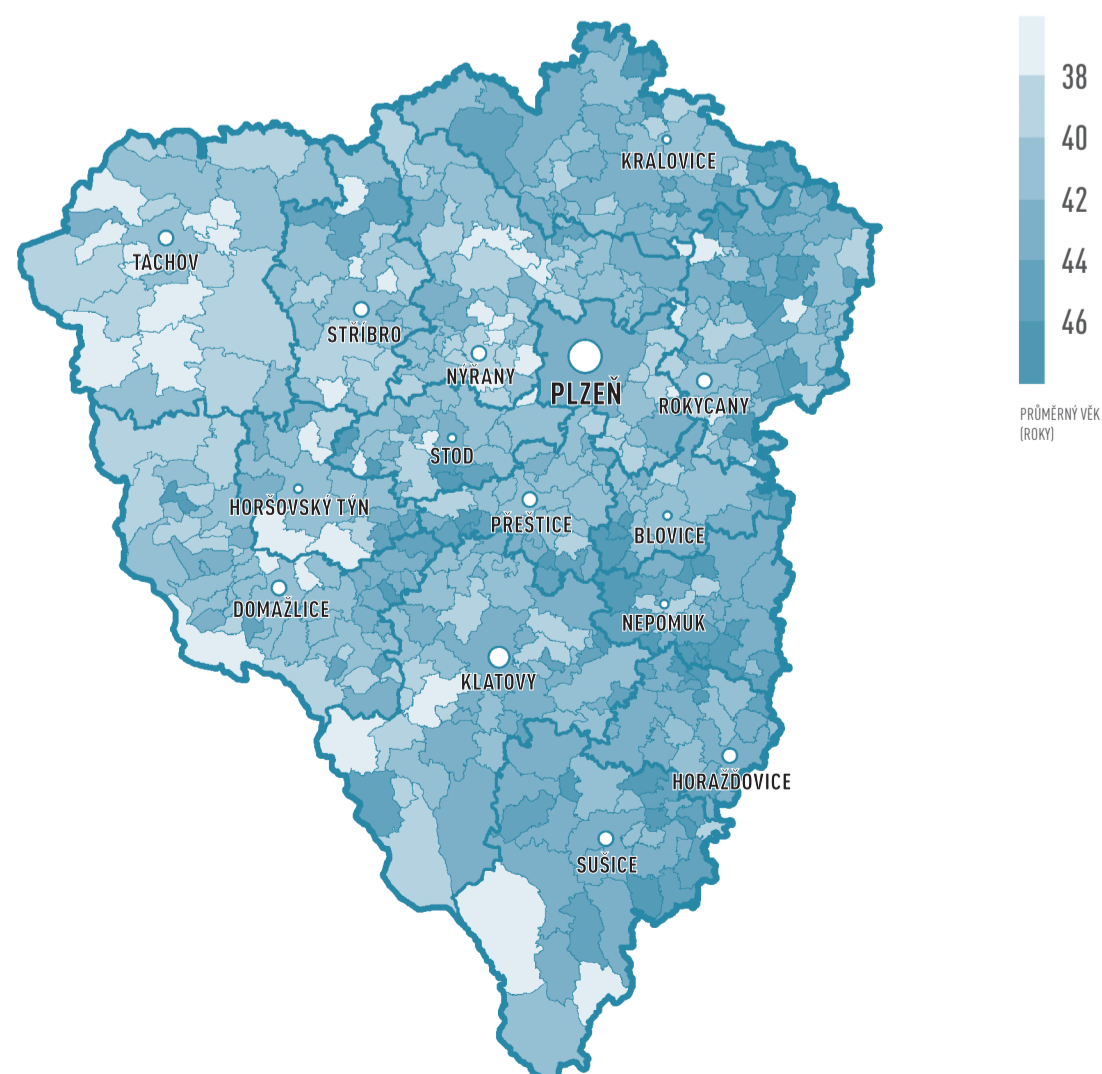 38
40
KRALOVICE
42
TACHOV
44
STŘÍBRO
46
NÝŘANY
PLZEŇ
ROKYCANY
PRŮMĚRNÝ VĚK
(ROKY)
STOD
HORŠOVSKÝ TÝN
PŘEŠTICE
BLOVICE
DOMAŽLICE
NEPOMUK
KLATOVY
HORAŽĎOVICE
SUŠICE